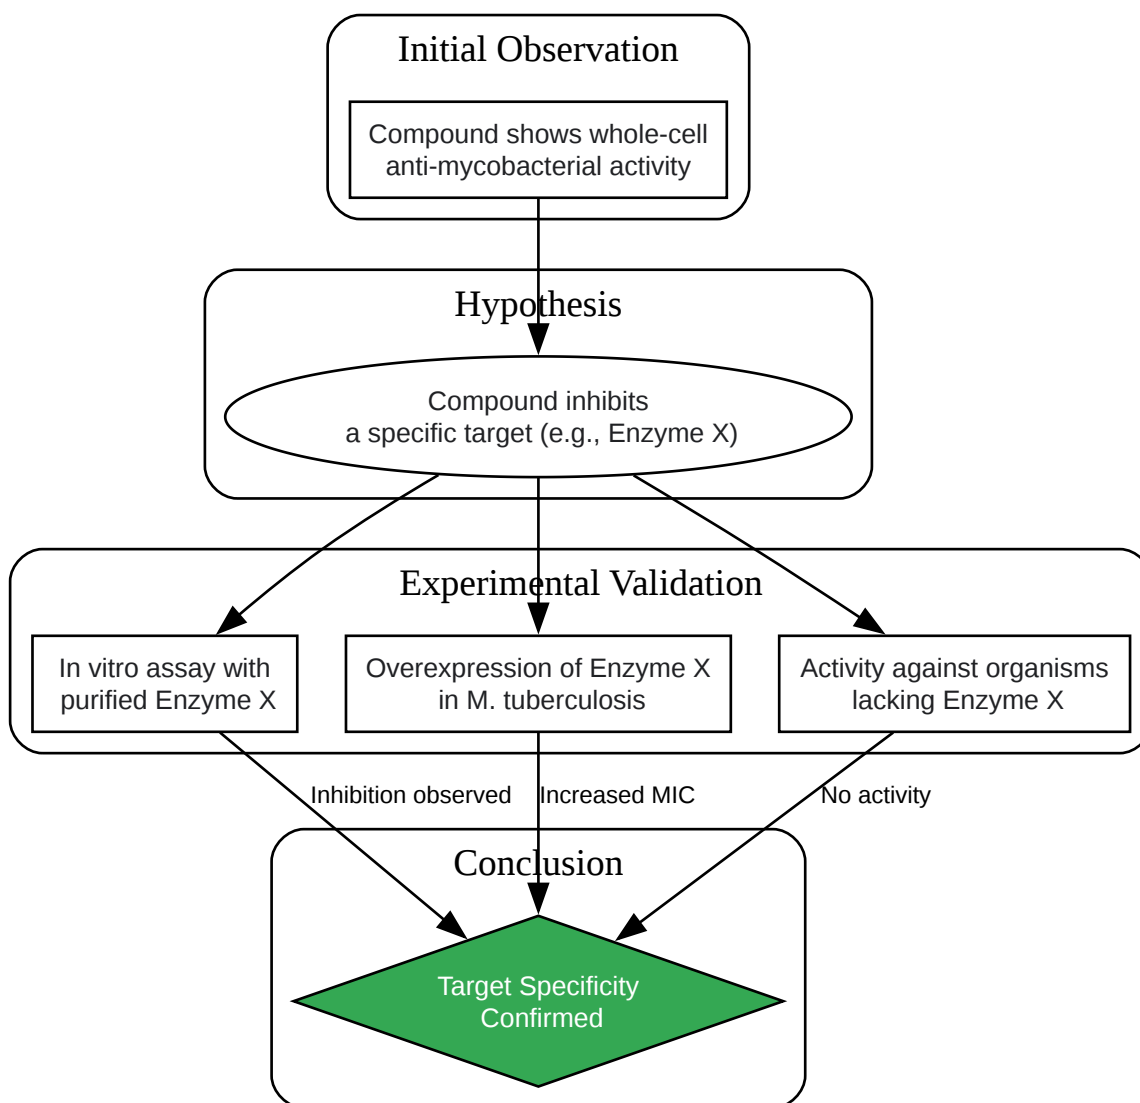 Initial Observation
Compound shows whole-cell
anti-mycobacterial activity
Hypothesis
Compound inhibits
a specific target (e.g., Enzyme X)
Experimental Validation
In vitro assay with
purified Enzyme X
Overexpression of Enzyme X
in M. tuberculosis
Activity against organisms
lacking Enzyme X
Inhibition observed
Increased MIC
No activity
Conclusion
Target Specificity
Confirmed